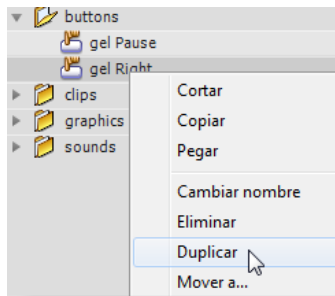 buttons
gel Pause
gel Right
clips
graphics
sounds
Cortar
Copiar
Pegar
Cambiar nombre
Eliminar
Duplicar
Mover a...